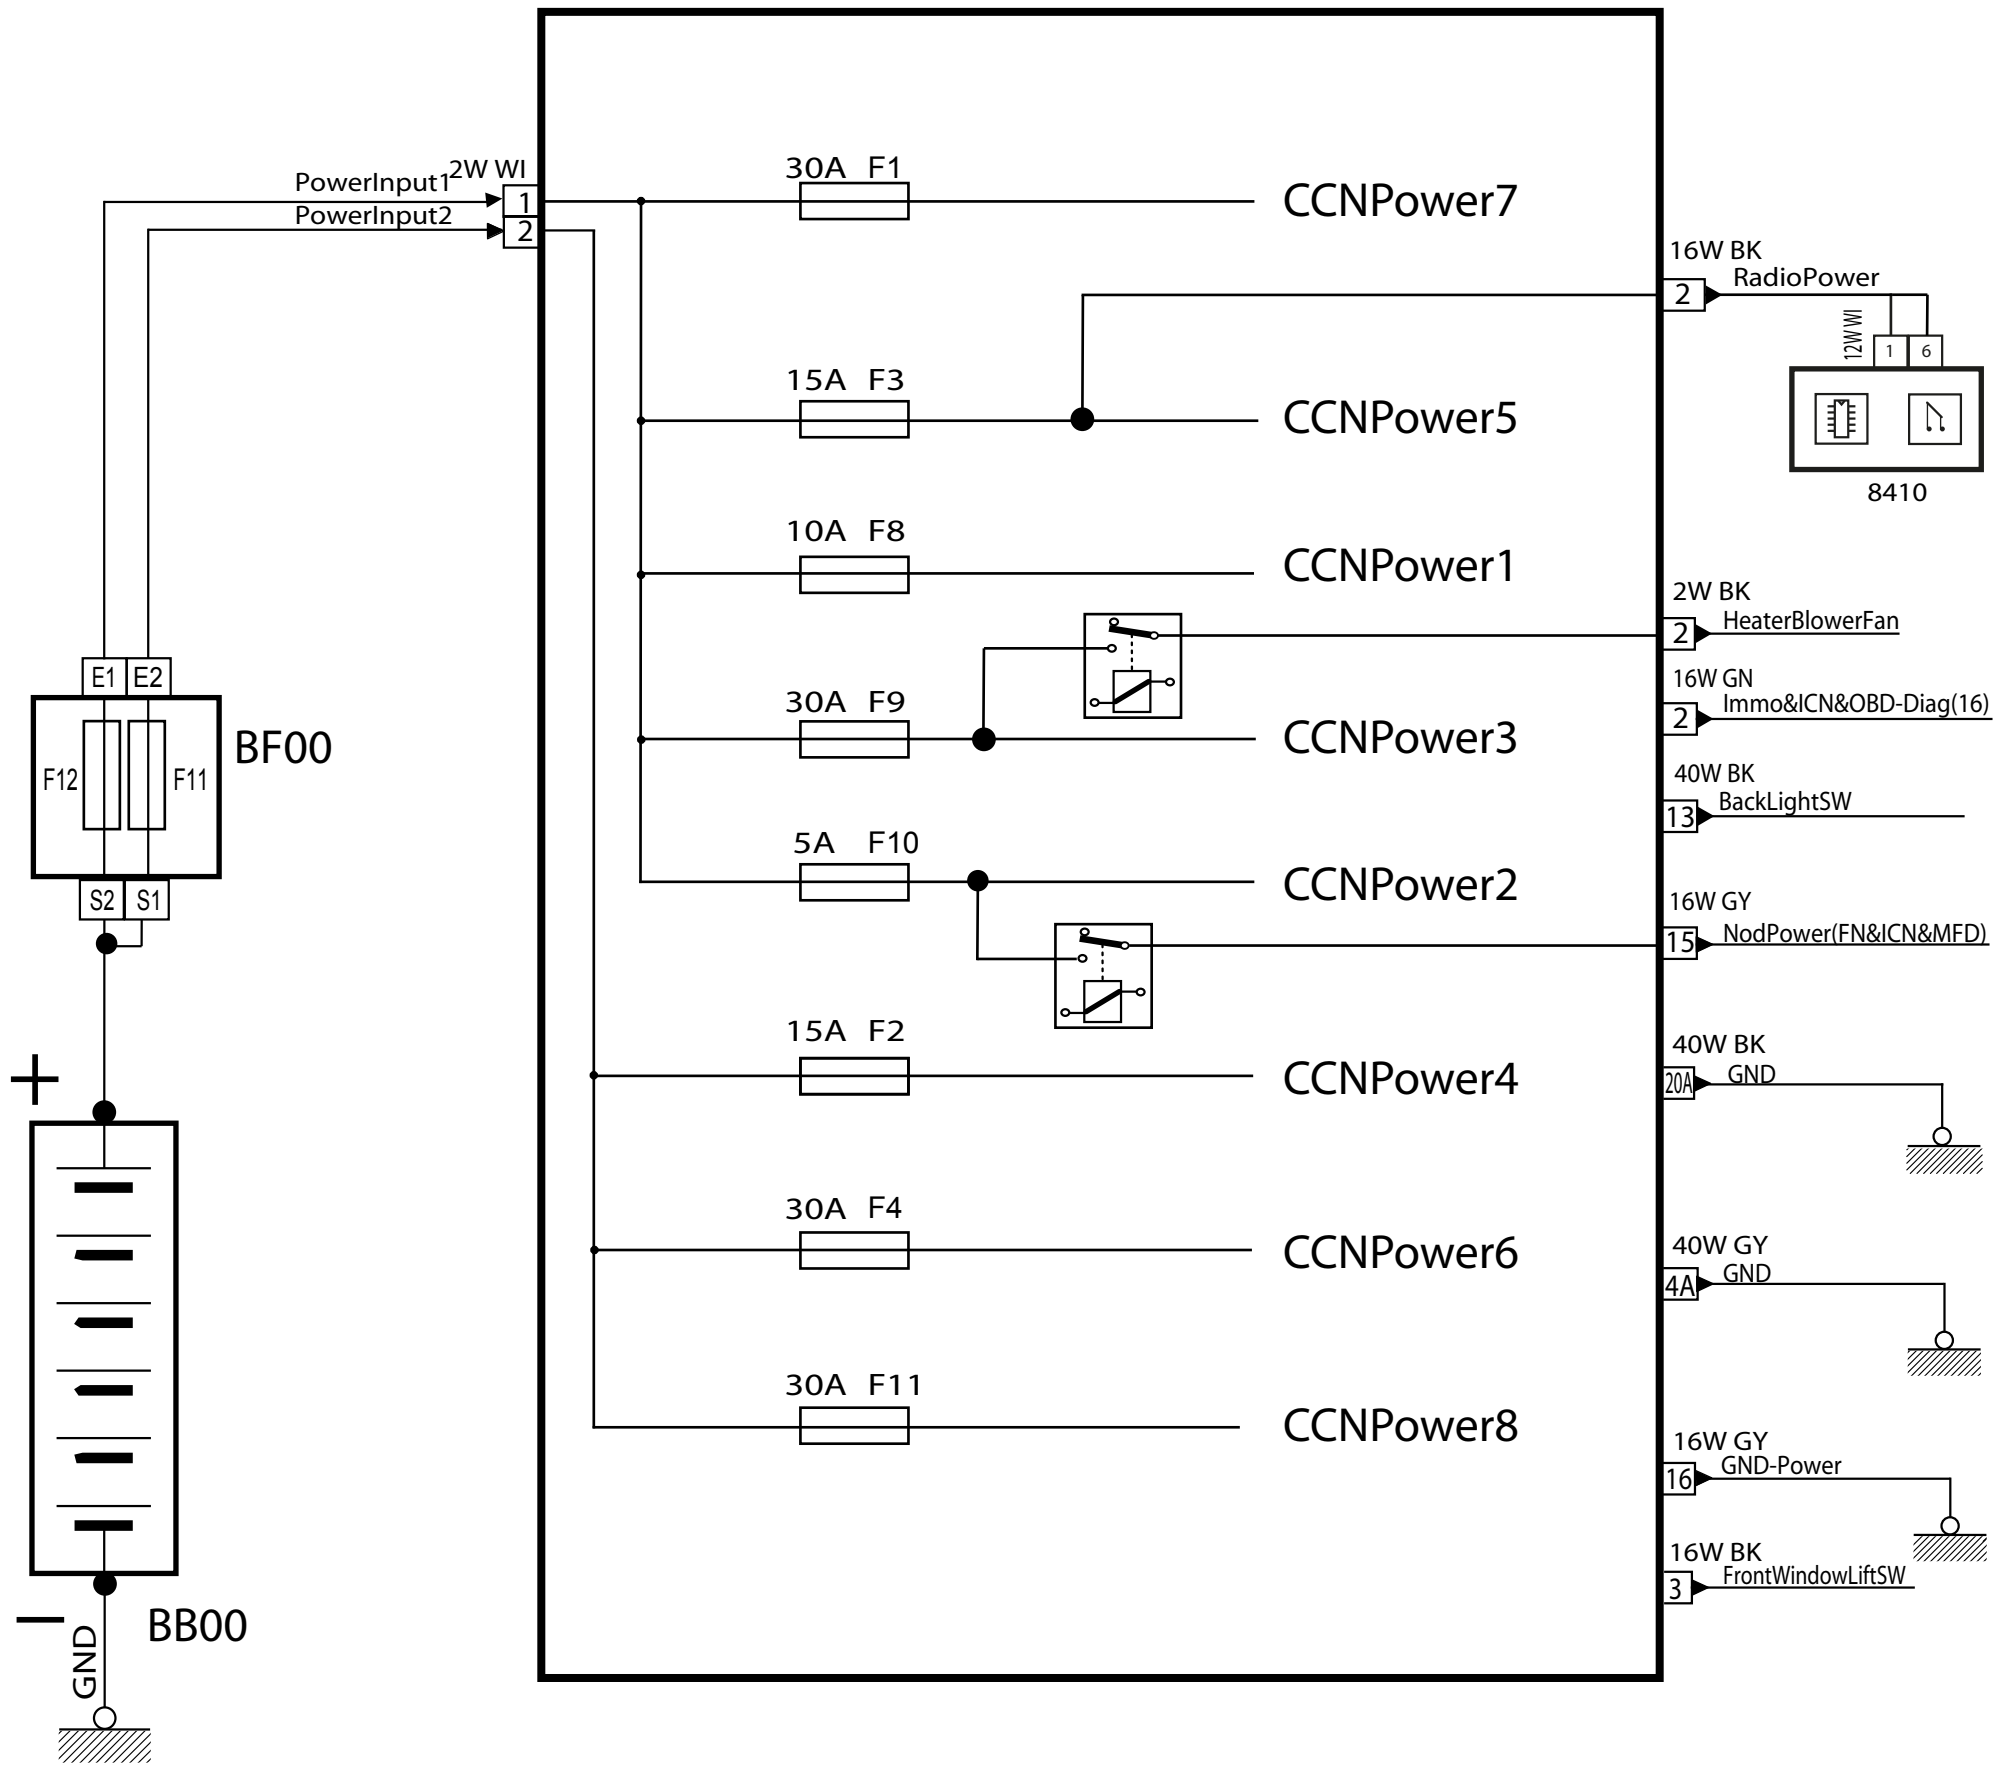 30A F1
CCNPower7
2W WI
PowerInput1
1
PowerInput2
2
16W BK
RadioPower
2
12W WI
1
6
8410
15A F3
CCNPower5
10A F8
CCNPower1
2W BK
HeaterBlowerFan
2
16W GN
Immo&ICN&OBD-Diag(16)
2
E1
E2
BF00
F12
F11
S2
S1
30A F9
CCNPower3
40W BK
BackLightSW
13
5A F10
CCNPower2
16W GY
NodPower(FN&ICN&MFD)
15
15A F2
CCNPower4
40W BK
GND
20A
+
30A F4
CCNPower6
40W GY
GND
4A
30A F11
CCNPower8
16W GY
GND-Power
16
16W BK
FrontWindowLiftSW
3
−
BB00
GND